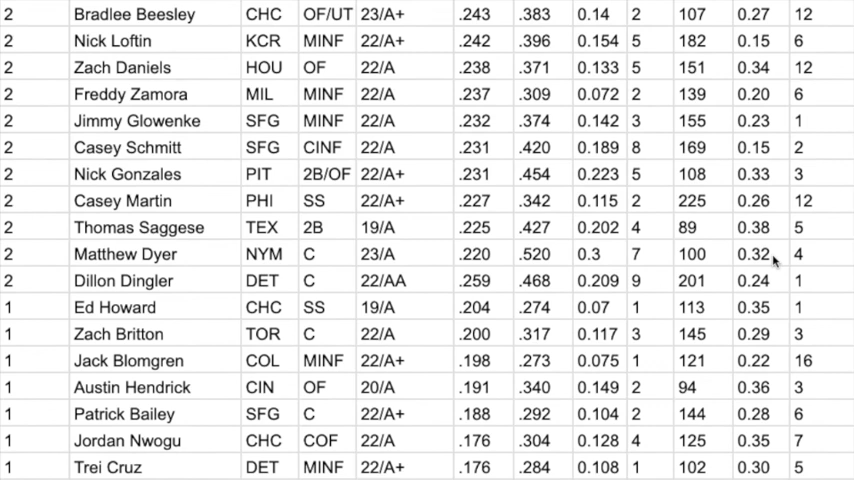 2 Bradlee Beesley CHC OF/UT 23/A+ .243 .383 0.14 2 107 0.27 12
2 Nick Loftin KCR MINF 22/A+ .242 .396 0.154 5 182 0.15 6
2 Zach Daniels HOU OF 22/A .238 .371 0.133 5 151 0.34 12
2 Freddy Zamora MIL MINF 22/A .237 .309 0.072 2 139 0.20 6
2 Jimmy Glowenke SFG MINF 22/A .232 .374 0.142 3 155 0.23 1
2 Casey Schmitt SFG CINF 22/A .231 .420 0.189 8 169 0.15 2
2 Nick Gonzales PIT 2B/OF 22/A+ .231 .454 0.223 5 108 0.33 3
2 Casey Martin PHI SS 22/A+ .227 .342 0.115 2 225 0.26 12
2 Thomas Saggese TEX 2B 19/A .225 .427 0.202 4 89 0.38 5
2 Matthew Dyer NYM C 23/A .220 .520 0.3 7 100 0.32 4
2 Dillon Dingler DET C 22/AA .259 .468 0.209 9 201 0.24 1
1 Ed Howard CHC SS 19/A .204 .274 0.07 1 113 0.35 1
1 Zach Britton TOR C 22/A .200 .317 0.117 3 145 0.29 3
1 Jack Blomgren COL MINF 22/A+ .198 .273 0.075 1 121 0.22 16
1 Austin Hendrick CIN OF 20/A .191 .340 0.149 2 94 0.36 3
1 Patrick Bailey SFG C 22/A+ .188 .292 0.104 2 144 0.28 6
1 Jordan Nwogu CHC COF 22/A .176 .304 0.128 4 125 0.35 7
1 Trei Cruz DET MINF 22/A+ .176 .284 0.108 1 102 0.30 5